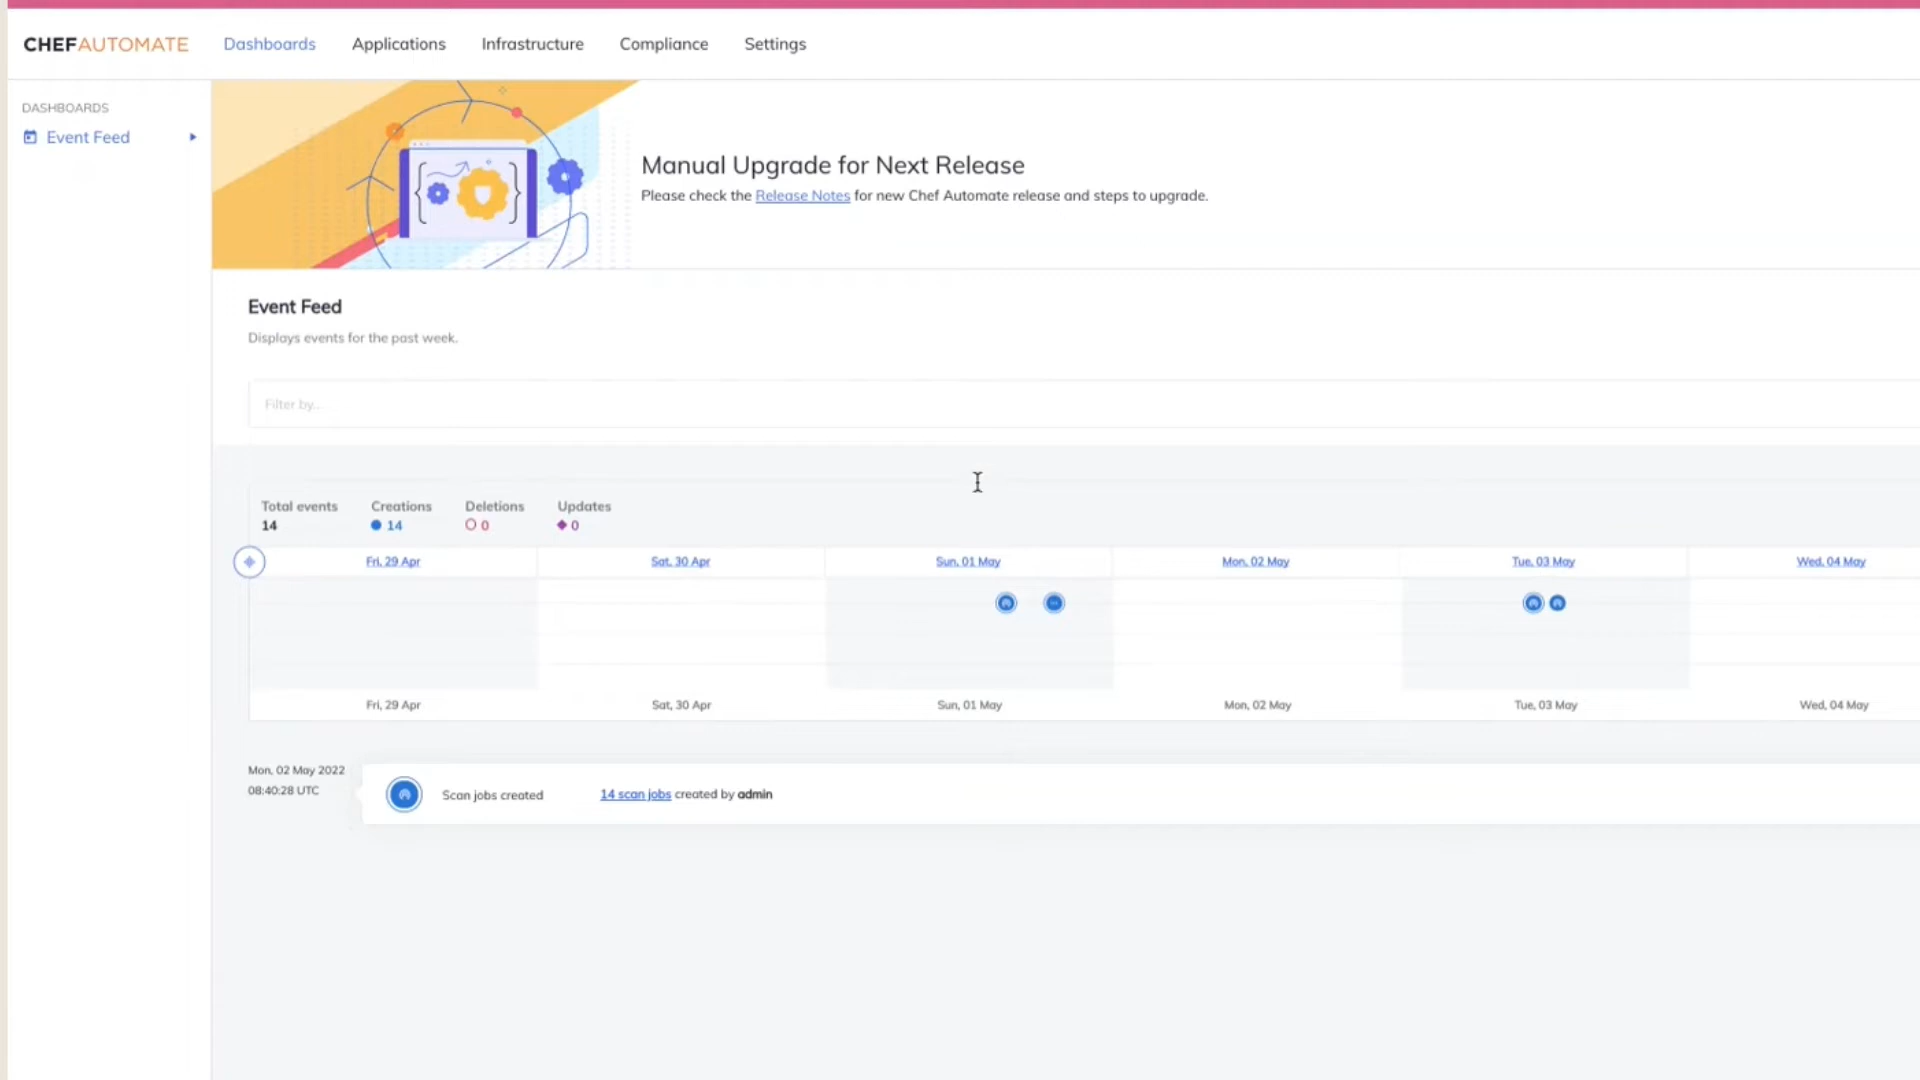 CHEFAUTOMATE Dashboards Applications Infrastructure Compliance Settings
DASHBOARDS
Event Feed
Manual Upgrade for Next Release
Please check the Release Notes for new Chef Automate release and steps to upgrade.
Event Feed
Displays events for the past week.
Filter by...
Total events Creations Deletions Updates
14 14 0 0
Fri, 29 Apr Sat, 30 Apr Sun, 01 May Mon, 02 May Tue, 03 May Wed, 04 May
Fri, 29 Apr Sat, 30 Apr Sun, 01 May Mon, 02 May Tue, 03 May Wed, 04 May
Mon, 02 May 2022
08:40:28 UTC
Scan jobs created 14 scan jobs created by admin